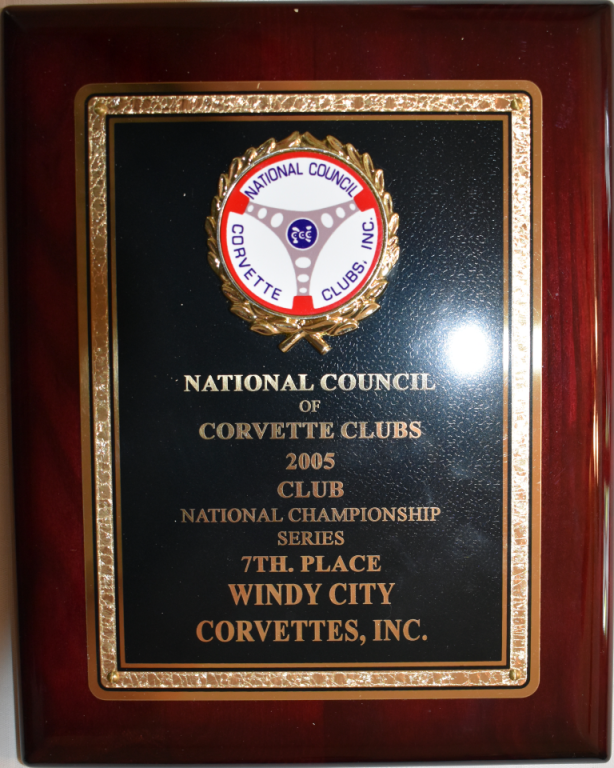 NATIONAL COUNCIL
CORVETTE CLUBS, INC.
NCCC
NATIONAL COUNCIL
OF
CORVETTE CLUBS
2005
CLUB
NATIONAL CHAMPIONSHIP
SERIES
7TH. PLACE
WINDY CITY
CORVETTES, INC.